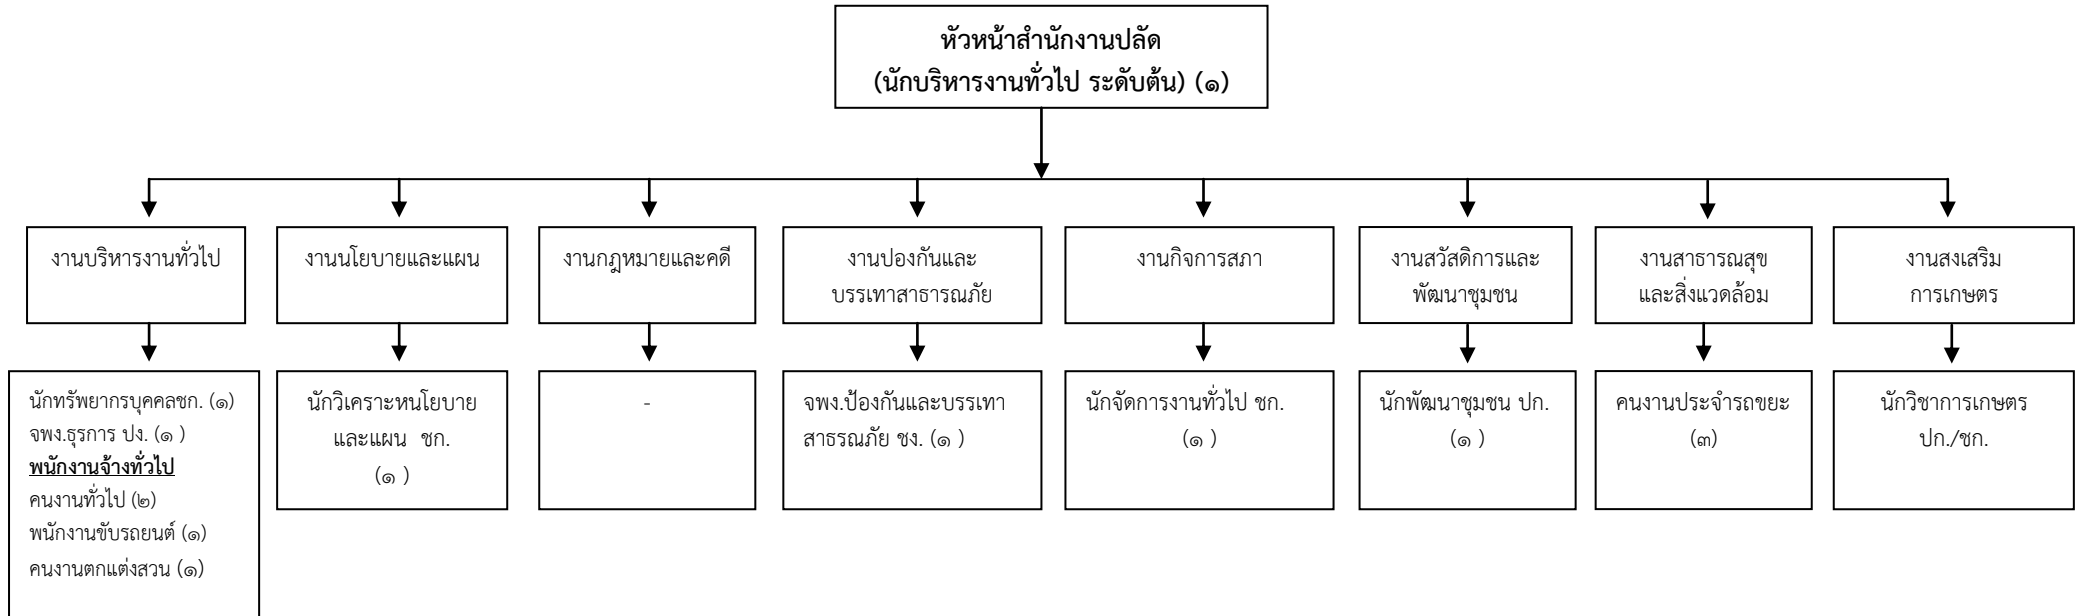 หัวหน้าสำนักงานปลัด
(นักบริหารงานทั่วไป ระดับต้น) (๑)
งานบริหารงานทั่วไป
งานนโยบายและแผน
งานกฎหมายและคดี
งานปองกันและ
บรรเทาสาธารณภัย
งานกิจการสภา
งานสวัสดิการและ
พัฒนาชุมชน
งานสาธารณสุข
และสิ่งแวดล้อม
งานสงเสริม
การเกษตร
นักทรัพยากรบุคคลชก. (๑)
จพง.ธุรการ ปง. (๑ )
พนักงานจ้างทั่วไป
คนงานทั่วไป (๒)
พนักงานขับรถยนต์ (๑)
คนงานตกแต่งสวน (๑)
นักวิเคราะหนโยบาย
และแผน ชก.
(๑ )
-
จพง.ป้องกันและบรรเทา
สาธรณภัย ชง. (๑ )
นักจัดการงานทั่วไป ชก.
(๑ )
นักพัฒนาชุมชน ปก.
(๑ )
คนงานประจำรถขยะ
(๓)
นักวิชาการเกษตร
ปก./ชก.